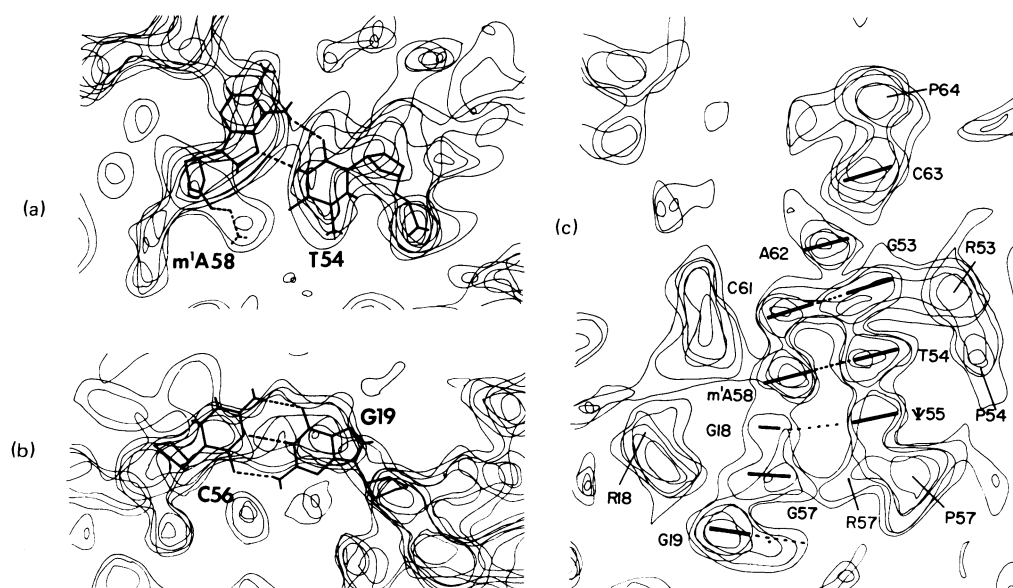 (a)
m¹A58
T54
(b)
G19
C56
(c)
P64
C63
A62
G53
R53
C61
T54
m¹A58
P54
G18
Ψ55
R18
G57
R57
P57
G19